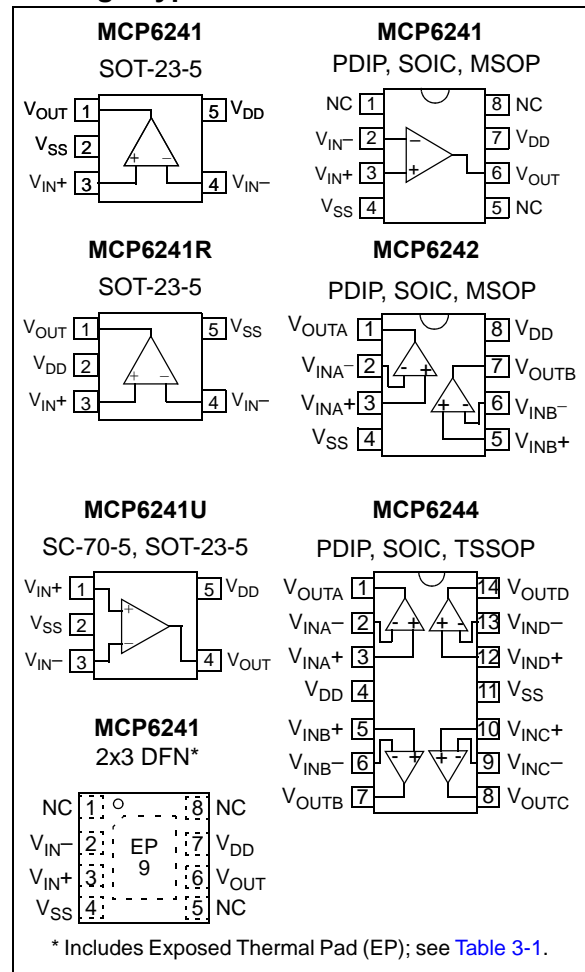 MCP6241
SOT-23-5
VOUT 1
5 VDD
VSS 2
VIN+ 3
4 VIN–
+ –
MCP6241
PDIP, SOIC, MSOP
NC 1
8 NC
VIN– 2
7 VDD
VIN+ 3
6 VOUT
VSS 4
5 NC
–
+
MCP6241R
SOT-23-5
VOUT 1
5 VSS
VDD 2
VIN+ 3
4 VIN–
+ –
MCP6242
PDIP, SOIC, MSOP
VOUTA 1
8 VDD
VINA– 2
7 VOUTB
VINA+ 3
6 VINB–
VSS 4
5 VINB+
- +
+ -
MCP6241U
SC-70-5, SOT-23-5
VIN+ 1
5 VDD
VSS 2
VIN– 3
4 VOUT
+
–
MCP6244
PDIP, SOIC, TSSOP
VOUTA 1
14 VOUTD
VINA– 2
13 VIND–
VINA+ 3
12 VIND+
VDD 4
11 VSS
VINB+ 5
10 VINC+
VINB– 6
9 VINC–
VOUTB 7
8 VOUTC
- +
+ -
- +
+ -
MCP6241
2x3 DFN*
NC 1
8 NC
VIN– 2
7 VDD
EP
9
VIN+ 3
6 VOUT
VSS 4
5 NC
* Includes Exposed Thermal Pad (EP); see Table 3-1.